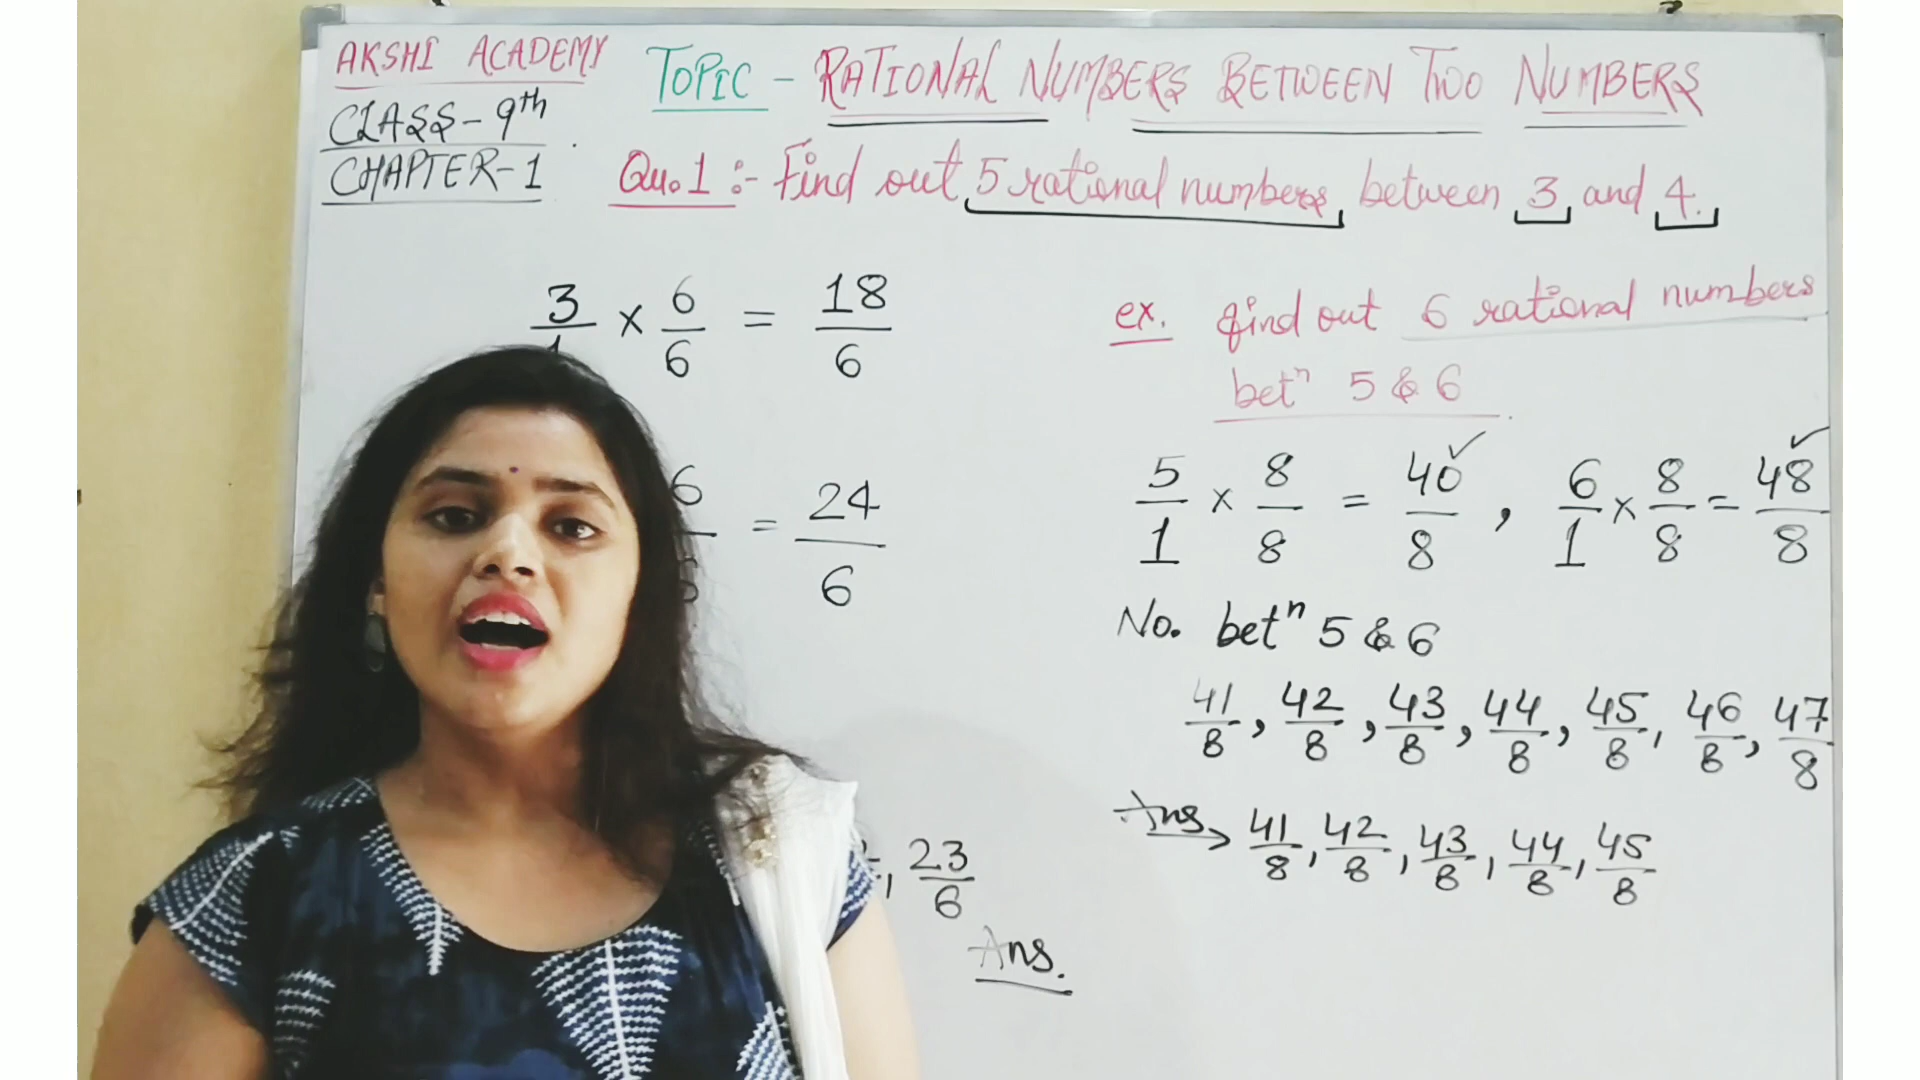 AKSHI ACADEMY
CLASS-9th
CHAPTER-1
TOPIC - RATIONAL NUMBERS BETWEEN TWO NUMBERS
Qu.1 :- Find out 5 rational numbers between 3 and 4.
3/ × 6/6 = 18/6
6/ = 24/6
, 23/6
Ans.
ex. find out 6 rational numbers
betⁿ 5 & 6
5/1 × 8/8 = 40/8 , 6/1 × 8/8 = 48/8
No. betⁿ 5 & 6
41/8 , 42/8 , 43/8 , 44/8 , 45/8 , 46/8 , 47/8
Ans → 41/8 , 42/8 , 43/8 , 44/8 , 45/8